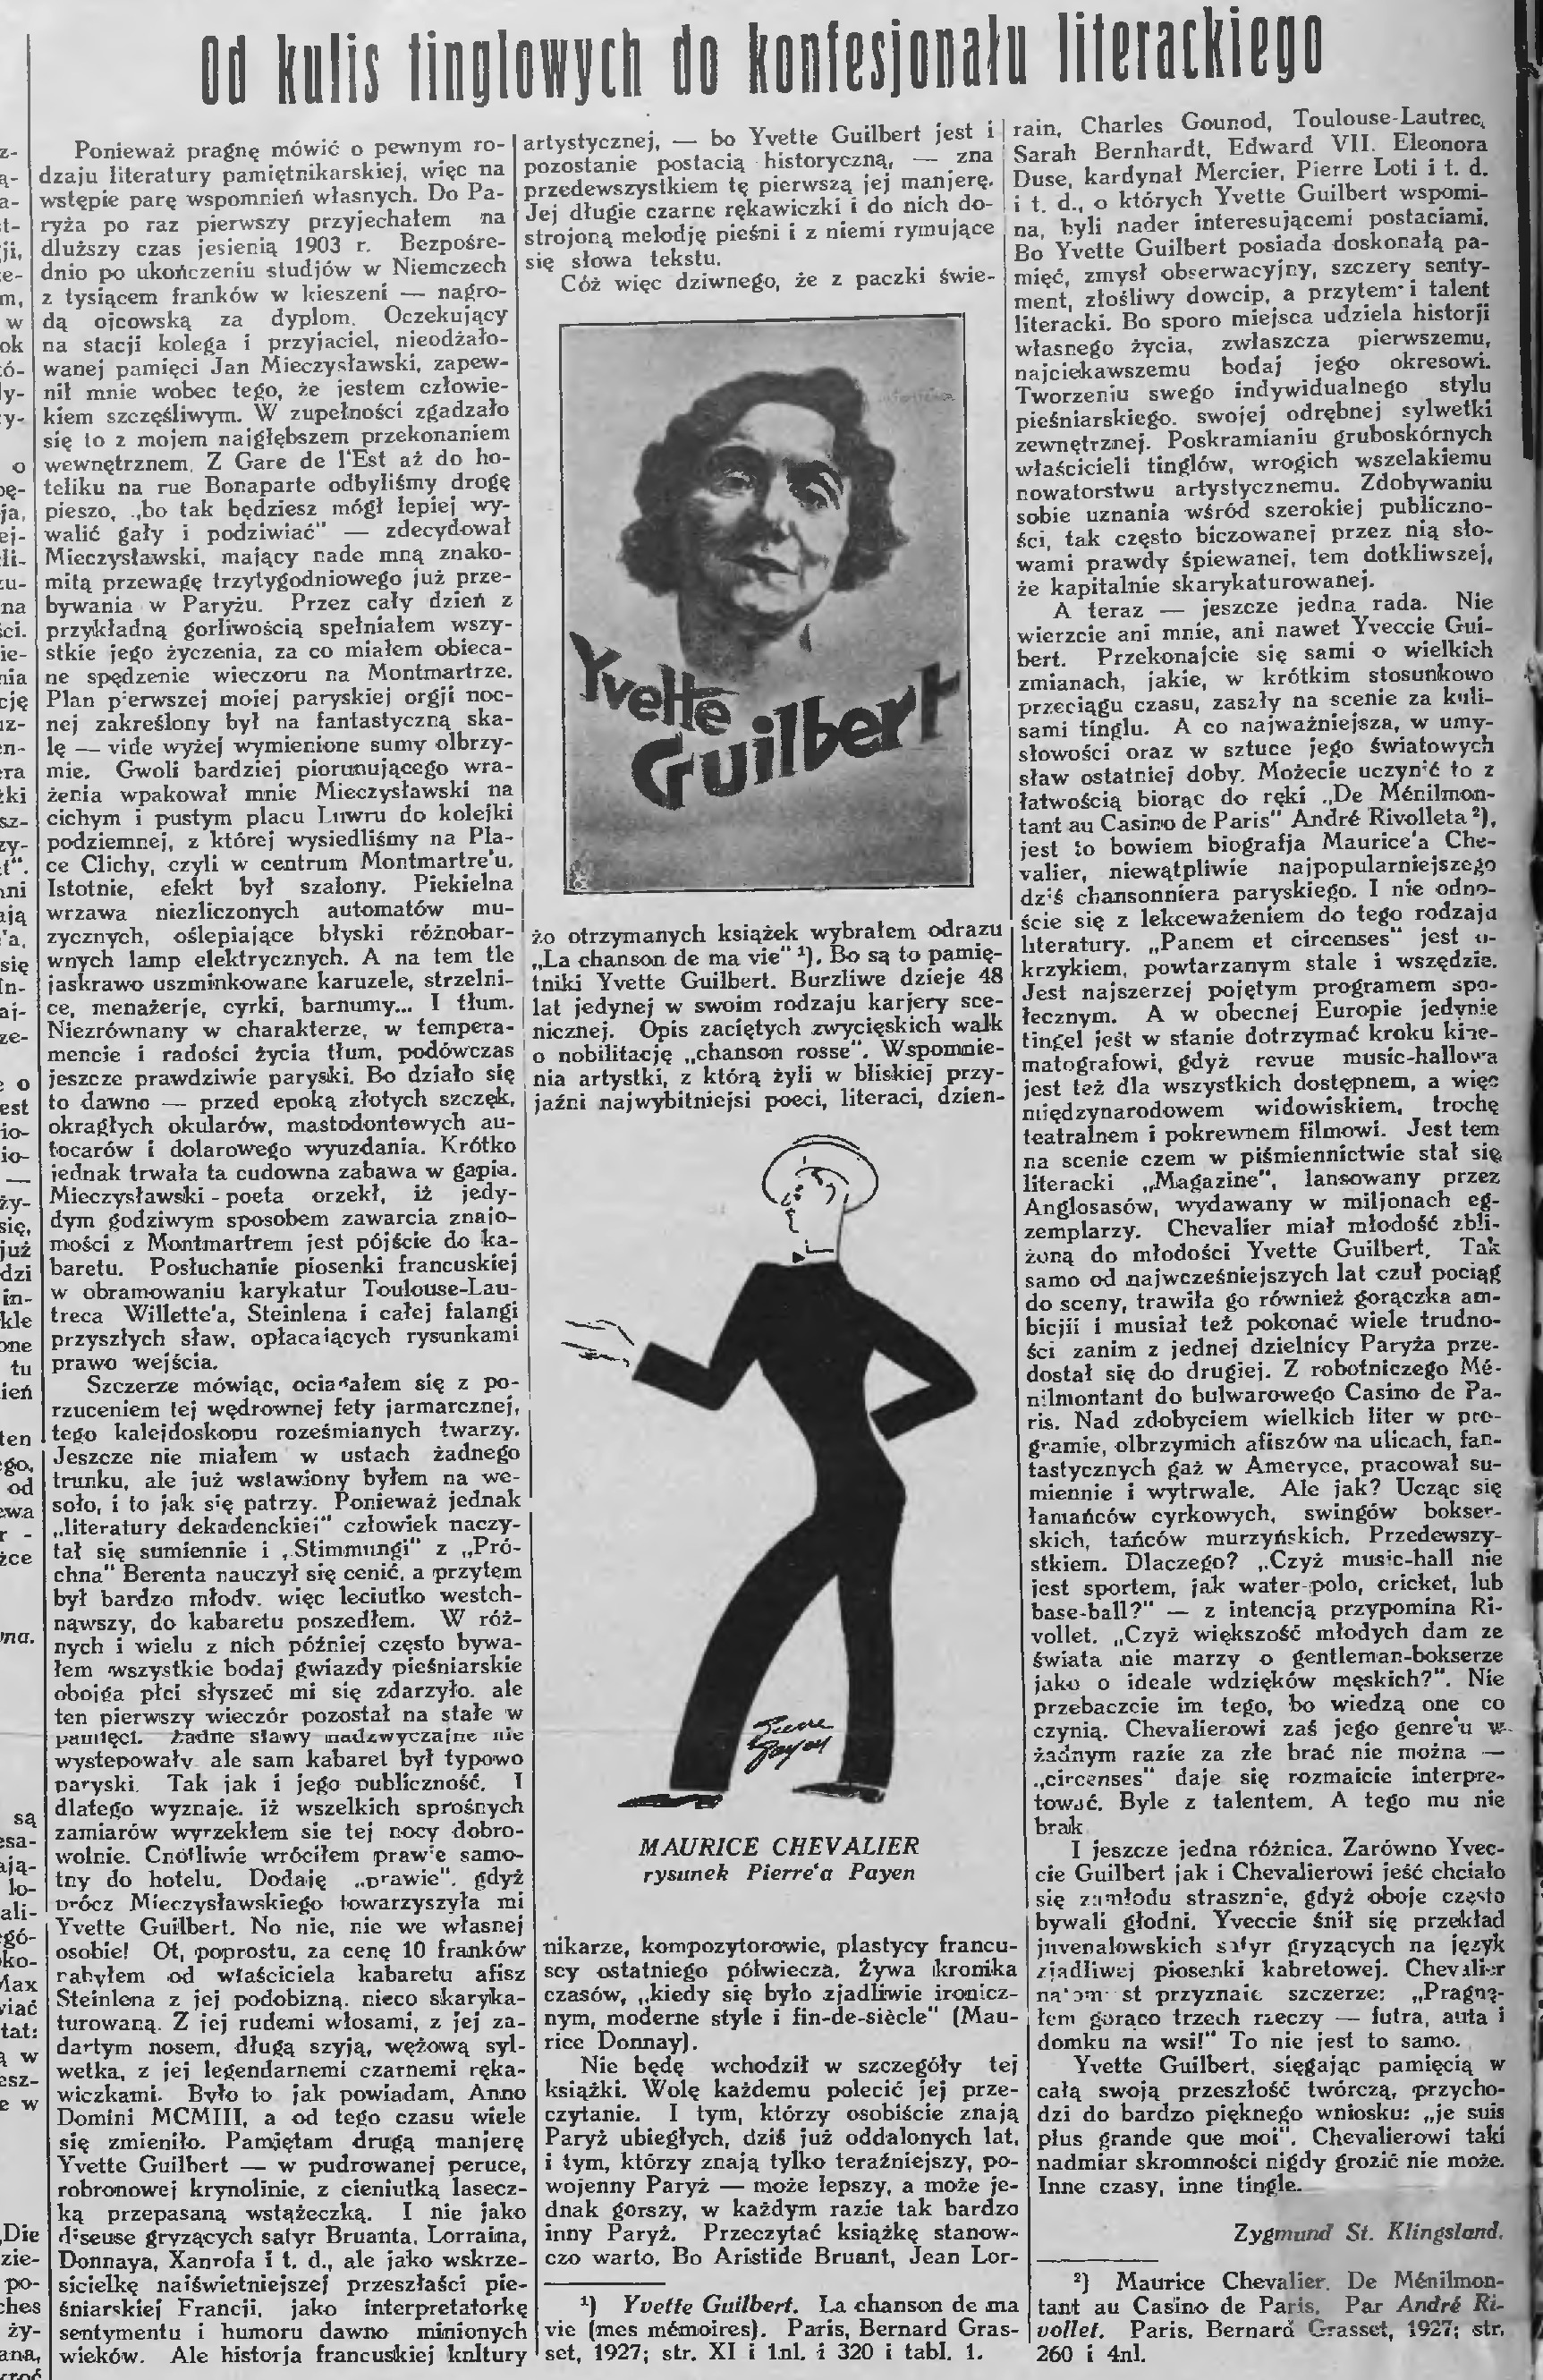 Od kulis tinglowych do konfesjonału literackiego
Ponieważ pragnę mówić o pewnym ro-
dzaju literatury pamiętnikarskiej, więc na
wstępie parę wspomnień własnych. Do Pa-
ryża po raz pierwszy przyjechałem na
dłuższy czas jesienią 1903 r. Bezpośre-
dnio po ukończeniu studjów w Niemczech
z tysiącem franków w kieszeni — nagro-
dą ojcowską za dyplom. Oczekujący
na stacji kolega i przyjaciel, nieodżało-
wanej pamięci Jan Mieczysławski, zapew-
nił mnie wobec tego, że jestem człowie-
kiem szczęśliwym. W zupełności zgadzało
się to z mojem najgłębszem przekonaniem
wewnętrznem. Z Gare de l'Est aż do ho-
teliku na rue Bonaparte odbyliśmy drogę
pieszo, „bo tak będziesz mógł lepiej wy-
walić gały i podziwiać" — zdecydował
Mieczysławski, mający nade mną znako-
mitą przewagę trzytygodniowego już prze-
bywania w Paryżu. Przez cały dzień z
przykładną gorliwością spełniałem wszy-
stkie jego życzenia, za co miałem obieca-
ne spędzenie wieczoru na Montmartrze.
Plan pierwszej mojej paryskiej orgji noc-
nej zakreślony był na fantastyczną ska-
lę — vide wyżej wymienione sumy olbrzy-
mie. Gwoli bardziej piorunującego wra-
żenia wpakował mnie Mieczysławski na
cichym i pustym placu Luwru do kolejki
podziemnej, z której wysiedliśmy na Pla-
ce Clichy, czyli w centrum Montmartre'u.
Istotnie, efekt był szalony. Piekielna
wrzawa niezliczonych automatów mu-
zycznych, oślepiające błyski różnobar-
wnych lamp elektrycznych. A na tem tle
jaskrawo uszminkowane karuzele, strzelni-
ce, menażerje, cyrki, barnumy... I tłum.
Niezrównany w charakterze, w tempera-
mencie i radości życia tłum, podówczas
jeszcze prawdziwie paryski. Bo działo się
to dawno — przed epoką złotych szczęk,
okrągłych okularów, mastodontowych au-
tocarów i dolarowego wyuzdania. Krótko
jednak trwała ta cudowna zabawa w gapia.
Mieczysławski - poeta orzekł, iż jedy-
dym godziwym sposobem zawarcia znajo-
mości z Montmartrem jest pójście do ka-
baretu. Posłuchanie piosenki francuskiej
w obramowaniu karykatur Toulouse-Lau-
treca Willette'a, Steinlena i całej falangi
przyszłych sław, opłacających rysunkami
prawo wejścia.
Szczerze mówiąc, ociągałem się z po-
rzuceniem tej wędrownej fety jarmarcznej,
tego kalejdoskopu roześmianych twarzy.
Jeszcze nie miałem w ustach żadnego
trunku, ale już wstawiony byłem na we-
soło, i to jak się patrzy. Ponieważ jednak
„literatury dekadenckiej" człowiek naczy-
tał się sumiennie i „Stimmungi" z „Pró-
chna" Berenta nauczył się cenić, a przytem
był bardzo młody, więc leciutko westch-
nąwszy, do kabaretu poszedłem. W róż-
nych i wielu z nich później często bywa-
łem wszystkie bodaj gwiazdy pieśniarskie
obojga płci słyszeć mi się zdarzyło, ale
ten pierwszy wieczór pozostał na stałe w
pamięci. Żadne sławy nadzwyczajne nie
występowały, ale sam kabaret był typowo
paryski. Tak jak i jego publiczność. I
dlatego wyznaję, iż wszelkich sprośnych
zamiarów wyrzekłem się tej nocy dobro-
wolnie. Cnotliwie wróciłem prawie samo-
tny do hotelu. Dodaję „prawie", gdyż
prócz Mieczysławskiego towarzyszyła mi
Yvette Guilbert. No nie, nie we własnej
osobie! Ot, poprostu, za cenę 10 franków
nabyłem od właściciela kabaretu afisz
Steinlena z jej podobizną, nieco skaryka-
turowaną. Z jej rudemi włosami, z jej za-
dartym nosem, długą szyją, wężową syl-
wetka, z jej legendarnemi czarnemi ręka-
wiczkami. Było to jak powiadam, Anno
Domini MCMIII, a od tego czasu wiele
się zmieniło. Pamiętam drugą manjerę
Yvette Guilbert — w pudrowanej peruce,
robronowej krynolinie, z cieniutką laseczek-
ką przepasaną wstążeczką. I nie jako
diseuse gryzących satyr Bruanta, Lorraina,
Donnaya, Xanrofa i t. d., ale jako wskrze-
sicielkę najświetniejszej przeszłaści pie-
śniarskiej Francji, jako interpretatorkę
sentymentu i humoru dawno minionych
wieków. Ale historja francuskiej kultury
artystycznej, — bo Yvette Guilbert jest i
pozostanie postacią historyczną, — zna
przedewszystkiem tę pierwszą jej manjerę.
Jej długie czarne rękawiczki i do nich do-
strojoną melodję pieśni i z niemi rymujące
się słowa tekstu.
Cóż więc dziwnego, że z paczki świe-
Yvette
Guilbert
żo otrzymanych książek wybrałem odrazu
„La chanson de ma vie" ¹). Bo są to pamię-
tniki Yvette Guilbert. Burzliwe dzieje 48
lat jedynej w swoim rodzaju karjery sce-
nicznej. Opis zaciętych zwycięskich walk
o nobilitację „chanson rosse". Wspomnie-
nia artystki, z którą żyli w bliskiej przy-
jaźni najwybitniejsi poeci, literaci, dzien-
Pierre
Payen
MAURICE CHEVALIER
rysunek Pierre'a Payen
nikarze, kompozytorowie, plastycy francu-
scy ostatniego półwiecza. Żywa kronika
czasów, „kiedy się było zjadliwie ironicz-
nym, moderne style i fin-de-siècle" (Mau-
rice Donnay).
Nie będę wchodził w szczegóły tej
książki. Wolę każdemu polecić jej prze-
czytanie. I tym, którzy osobiście znają
Paryż ubiegłych, dziś już oddalonych lat,
i tym, którzy znają tylko teraźniejszy, po-
wojenny Paryż — może lepszy, a może je-
dnak gorszy, w każdym razie tak bardzo
inny Paryż. Przeczytać książkę stanow-
czo warto. Bo Aristide Bruant, Jean Lor-
¹) Yvette Guilbert. La chanson de ma
vie (mes mémoires). Paris, Bernard Gras-
set, 1927; str. XI i 1nl. i 320 i tabl. 1.
rain, Charles Gounod, Toulouse-Lautrec,
Sarah Bernhardt, Edward VII. Eleonora
Duse, kardynał Mercier, Pierre Loti i t. d.
i t. d., o których Yvette Guilbert wspomi-
na, byli nader interesującemi postaciami.
Bo Yvette Guilbert posiada doskonałą pa-
mięć, zmysł obserwacyjny, szczery senty-
ment, złośliwy dowcip, a przytem i talent
literacki. Bo sporo miejsca udziela historji
własnego życia, zwłaszcza pierwszemu,
najciekawszemu bodaj jego okresowi.
Tworzeniu swego indywidualnego stylu
pieśniarskiego, swojej odrębnej sylwetki
zewnętrznej. Poskramianiu gruboskórnych
właścicieli tinglów, wrogich wszelakiemu
nowatorstwu artystycznemu. Zdobywaniu
sobie uznania wśród szerokiej publiczno-
ści, tak często biczowanej przez nią sło-
wami prawdy śpiewanej, tem dotkliwszej,
że kapitalnie skarykaturowanej.
A teraz — jeszcze jedna rada. Nie
wierzcie ani mnie, ani nawet Yveccie Gui-
bert. Przekonajcie się sami o wielkich
zmianach, jakie, w krótkim stosunkowo
przeciągu czasu, zaszły na scenie za kuli-
sami tinglu. A co najważniejsza, w umy-
słowości oraz w sztuce jego światowych
sław ostatniej doby. Możecie uczynić to z
łatwością biorąc do ręki „De Ménilmon-
tant au Casino de Paris" André Rivolleta ²),
jest to bowiem biografja Maurice'a Che-
valier, niewątpliwie najpopularniejszego
dziś chansonniera paryskiego. I nie odno-
ście się z lekceważeniem do tego rodzaju
literatury. „Panem et circenses" jest o-
krzykiem, powtarzanym stale i wszędzie.
Jest najszerzej pojętym programem spo-
łecznym. A w obecnej Europie jedynie
tingel jest w stanie dotrzymać kroku kine-
matografowi, gdyż revue music-hallowa
jest też dla wszystkich dostępnem, a więc
międzynarodowem widowiskiem, trochę
teatralnem i pokrewnem filmowi. Jest tem
na scenie czem w piśmiennictwie stał się
literacki „Magazine", lansowany przez
Anglosasów, wydawany w miljonach eg-
zemplarzy. Chevalier miał młodość zbli-
żoną do młodości Yvette Guilbert. Tak
samo od najwcześniejszych lat czuł pociąg
do sceny, trawiła go również gorączka am-
bicjii i musiał też pokonać wiele trudno-
ści zanim z jednej dzielnicy Paryża prze-
dostał się do drugiej. Z robotniczego Mé-
nilmontant do bulwarowego Casino de Pa-
ris. Nad zdobyciem wielkich liter w pro-
gramie, olbrzymich afiszów na ulicach, fan-
tastycznych gaż w Ameryce, pracował su-
miennie i wytrwale. Ale jak? Ucząc się
łamańców cyrkowych, swingów bokser-
skich, tańców murzyńskich. Przedewszy-
stkiem. Dlaczego? „Czyż music-hall nie
jest sportem, jak water-polo, cricket, lub
base-ball?" — z intencją przypomina Ri-
vollet. „Czyż większość młodych dam ze
świata nie marzy o gentleman-bokserze
jako o ideale wdzięków męskich?". Nie
przebaczcie im tego, bo wiedzą one co
czynią. Chevalierowi zaś jego genre'u w
żadnym razie za złe brać nie można —
„circenses" daje się rozmaicie interpre-
tować. Byle z talentem. A tego mu nie
brak
I jeszcze jedna różnica. Zarówno Yvec-
cie Guilbert jak i Chevalierowi jeść chciało
się zamłodu strasznie, gdyż oboje często
bywali głodni. Yveccie śnił się przekład
juvenalowskich satyr gryzących na język
zjadliwej piosenki kabretowej. Chevalier
natomiast przyznaje szczerze: „Pragną-
łem gorąco trzech rzeczy — futra, auta i
domku na wsi!" To nie jest to samo.
Yvette Guilbert, sięgając pamięcią w
całą swoją przeszłość twórczą, przycho-
dzi do bardzo pięknego wniosku: „je suis
plus grande que moi". Chevalierowi taki
nadmiar skromności nigdy grozić nie może.
Inne czasy, inne tingle.
Zygmund St. Klingsland.
²) Maurice Chevalier. De Ménilmon-
tant au Casino de Paris. Par André Ri-
vollet. Paris, Bernard Grasset, 1927; str.
260 i 4nl.